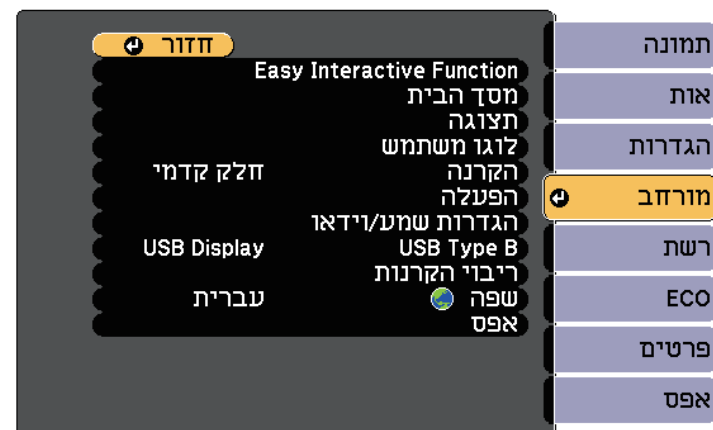 חזור
Easy Interactive Function
מסך הבית
תצוגה
לוגו משתמש
הקרנה חלק קדמי
הפעלה
הגדרות שמע/וידאו
USB Type B USB Display
ריבוי הקרנות
שפה עברית
אפס
תמונה
אות
הגדרות
מורחב
רשת
ECO
פרטים
אפס